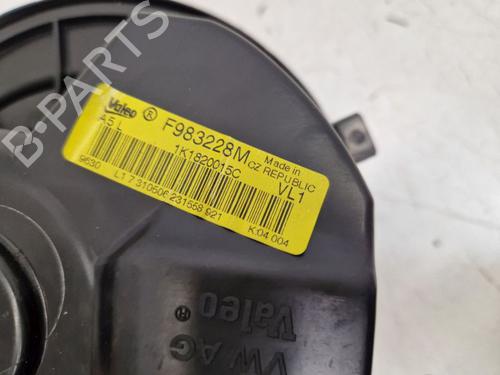 B-PARTS
Valeo ® F983228M Made in
CZ REPUBLIC
A5 L
1K1820015C VL1
9630 L1 7 310506 231558 921 K:04 004
Valeo
VW AG